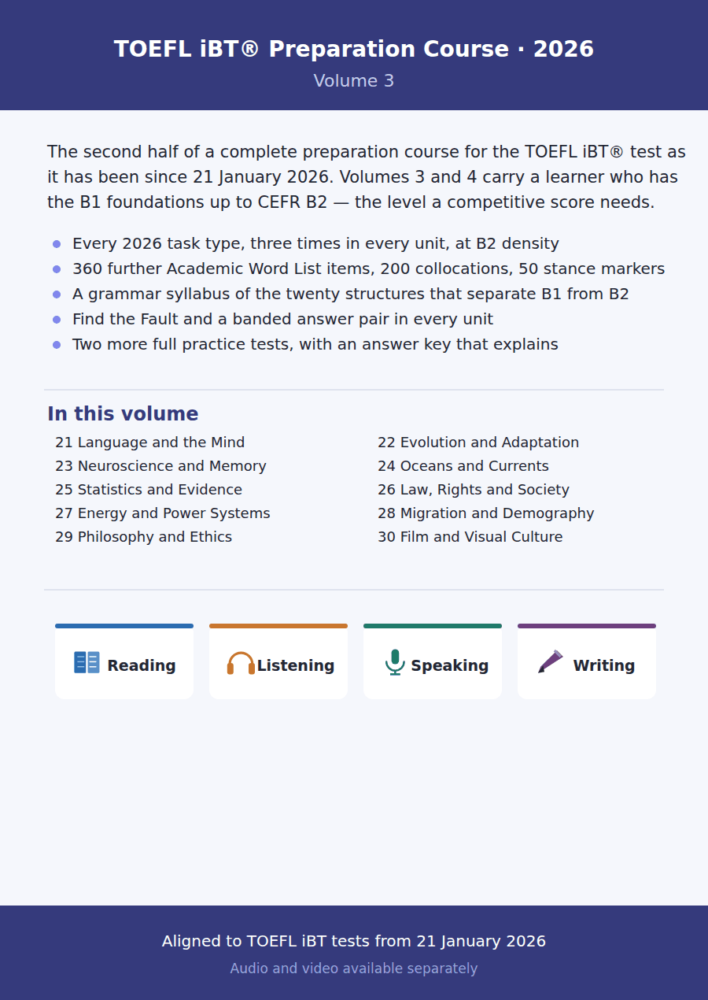 TOEFL iBT® Preparation Course · 2026
Volume 3
The second half of a complete preparation course for the TOEFL iBT® test as
it has been since 21 January 2026. Volumes 3 and 4 carry a learner who has
the B1 foundations up to CEFR B2 — the level a competitive score needs.
Every 2026 task type, three times in every unit, at B2 density
360 further Academic Word List items, 200 collocations, 50 stance markers
A grammar syllabus of the twenty structures that separate B1 from B2
Find the Fault and a banded answer pair in every unit
Two more full practice tests, with an answer key that explains
In this volume
21 Language and the Mind
22 Evolution and Adaptation
23 Neuroscience and Memory
24 Oceans and Currents
25 Statistics and Evidence
26 Law, Rights and Society
27 Energy and Power Systems
28 Migration and Demography
29 Philosophy and Ethics
30 Film and Visual Culture
Reading
Listening
Speaking
Writing
Aligned to TOEFL iBT tests from 21 January 2026
Audio and video available separately